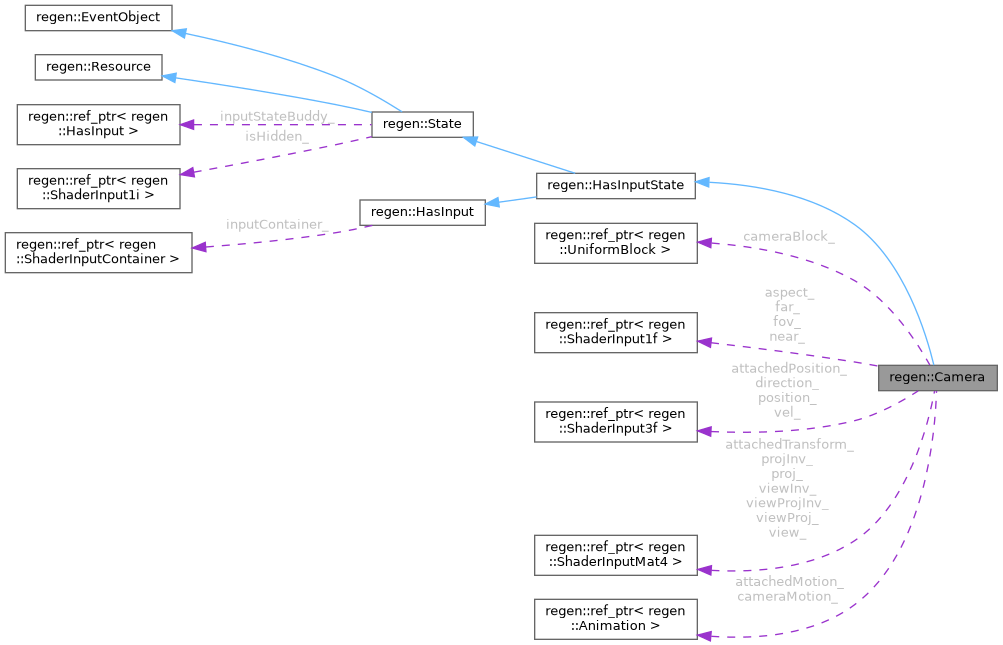 regen::EventObject
regen::Resource
regen::ref_ptr< regen
::HasInput >
inputStateBuddy_
regen::State
isHidden_
regen::ref_ptr< regen
::ShaderInput1i >
regen::HasInputState
regen::HasInput
inputContainer_
regen::ref_ptr< regen
::ShaderInputContainer >
regen::ref_ptr< regen
::UniformBlock >
cameraBlock_
aspect_
far_
fov_
near_
regen::ref_ptr< regen
::ShaderInput1f >
regen::Camera
attachedPosition_
direction_
position_
vel_
regen::ref_ptr< regen
::ShaderInput3f >
attachedTransform_
projInv_
proj_
viewInv_
viewProjInv_
viewProj_
view_
regen::ref_ptr< regen
::ShaderInputMat4 >
attachedMotion_
cameraMotion_
regen::ref_ptr< regen
::Animation >